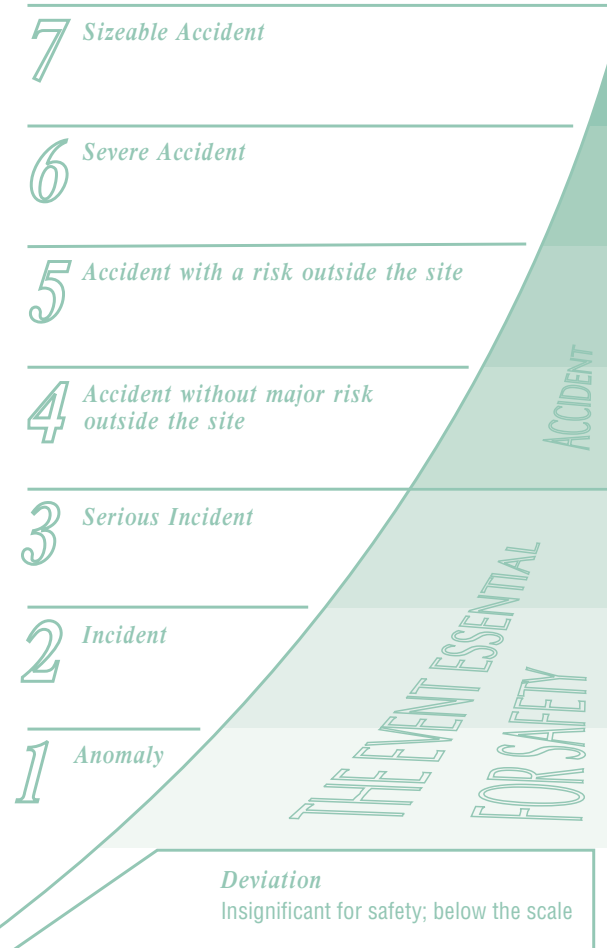 7 Sizeable Accident
6 Severe Accident
5 Accident with a risk outside the site
4 Accident without major risk
outside the site
3 Serious Incident
2 Incident
1 Anomaly
ACCIDENT
THE EVENT ESSENTIAL
FOR SAFETY
Deviation
Insignificant for safety; below the scale